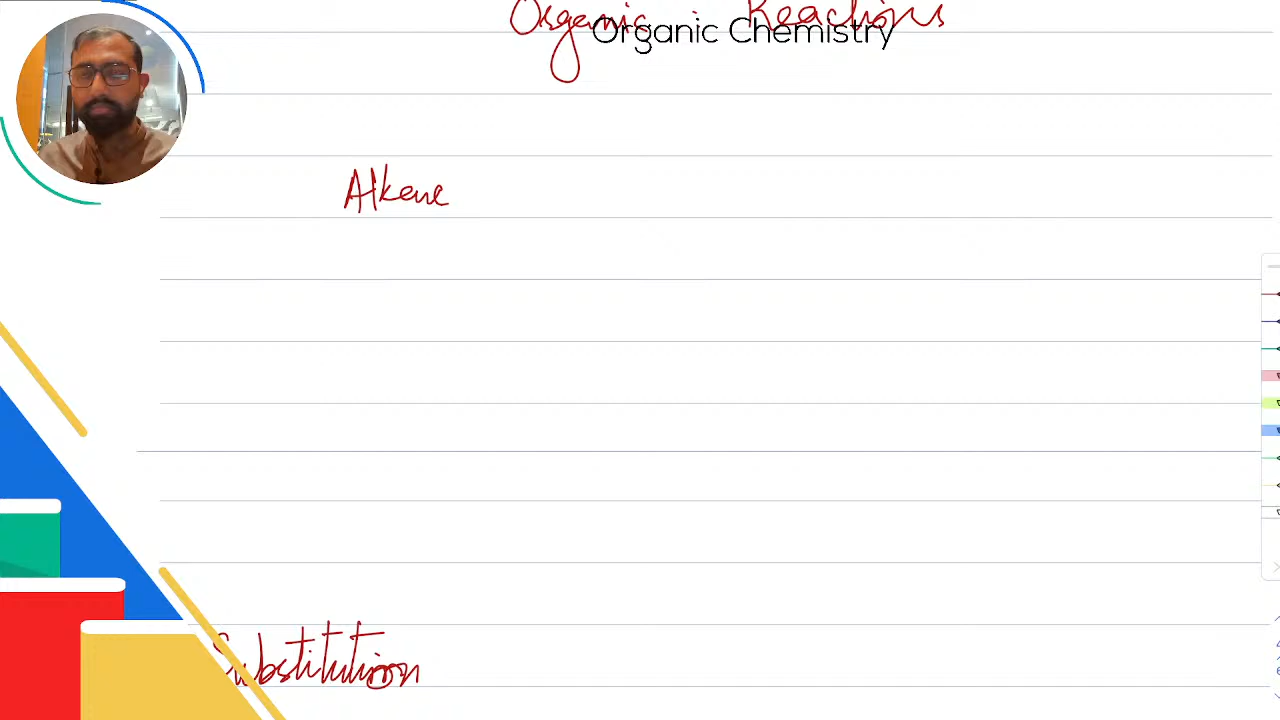 Organic Reactions
Organic Chemistry
Alkene
Substitution